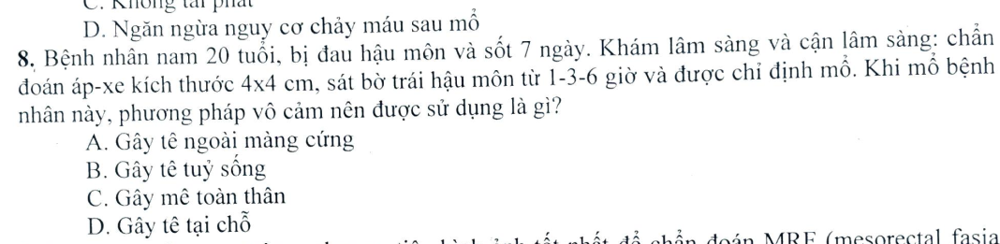 C. Không tái phát
D. Ngăn ngừa nguy cơ chảy máu sau mổ
8. Bệnh nhân nam 20 tuổi, bị đau hậu môn và sốt 7 ngày. Khám lâm sàng và cận lâm sàng: chẩn
đoán áp-xe kích thước 4x4 cm, sát bờ trái hậu môn từ 1-3-6 giờ và được chỉ định mổ. Khi mổ bệnh
nhân này, phương pháp vô cảm nên được sử dụng là gì?
A. Gây tê ngoài màng cứng
B. Gây tê tuỷ sống
C. Gây mê toàn thân
D. Gây tê tại chỗ
tốt nhất để chẩn đoán MRF (mesorectal fasia